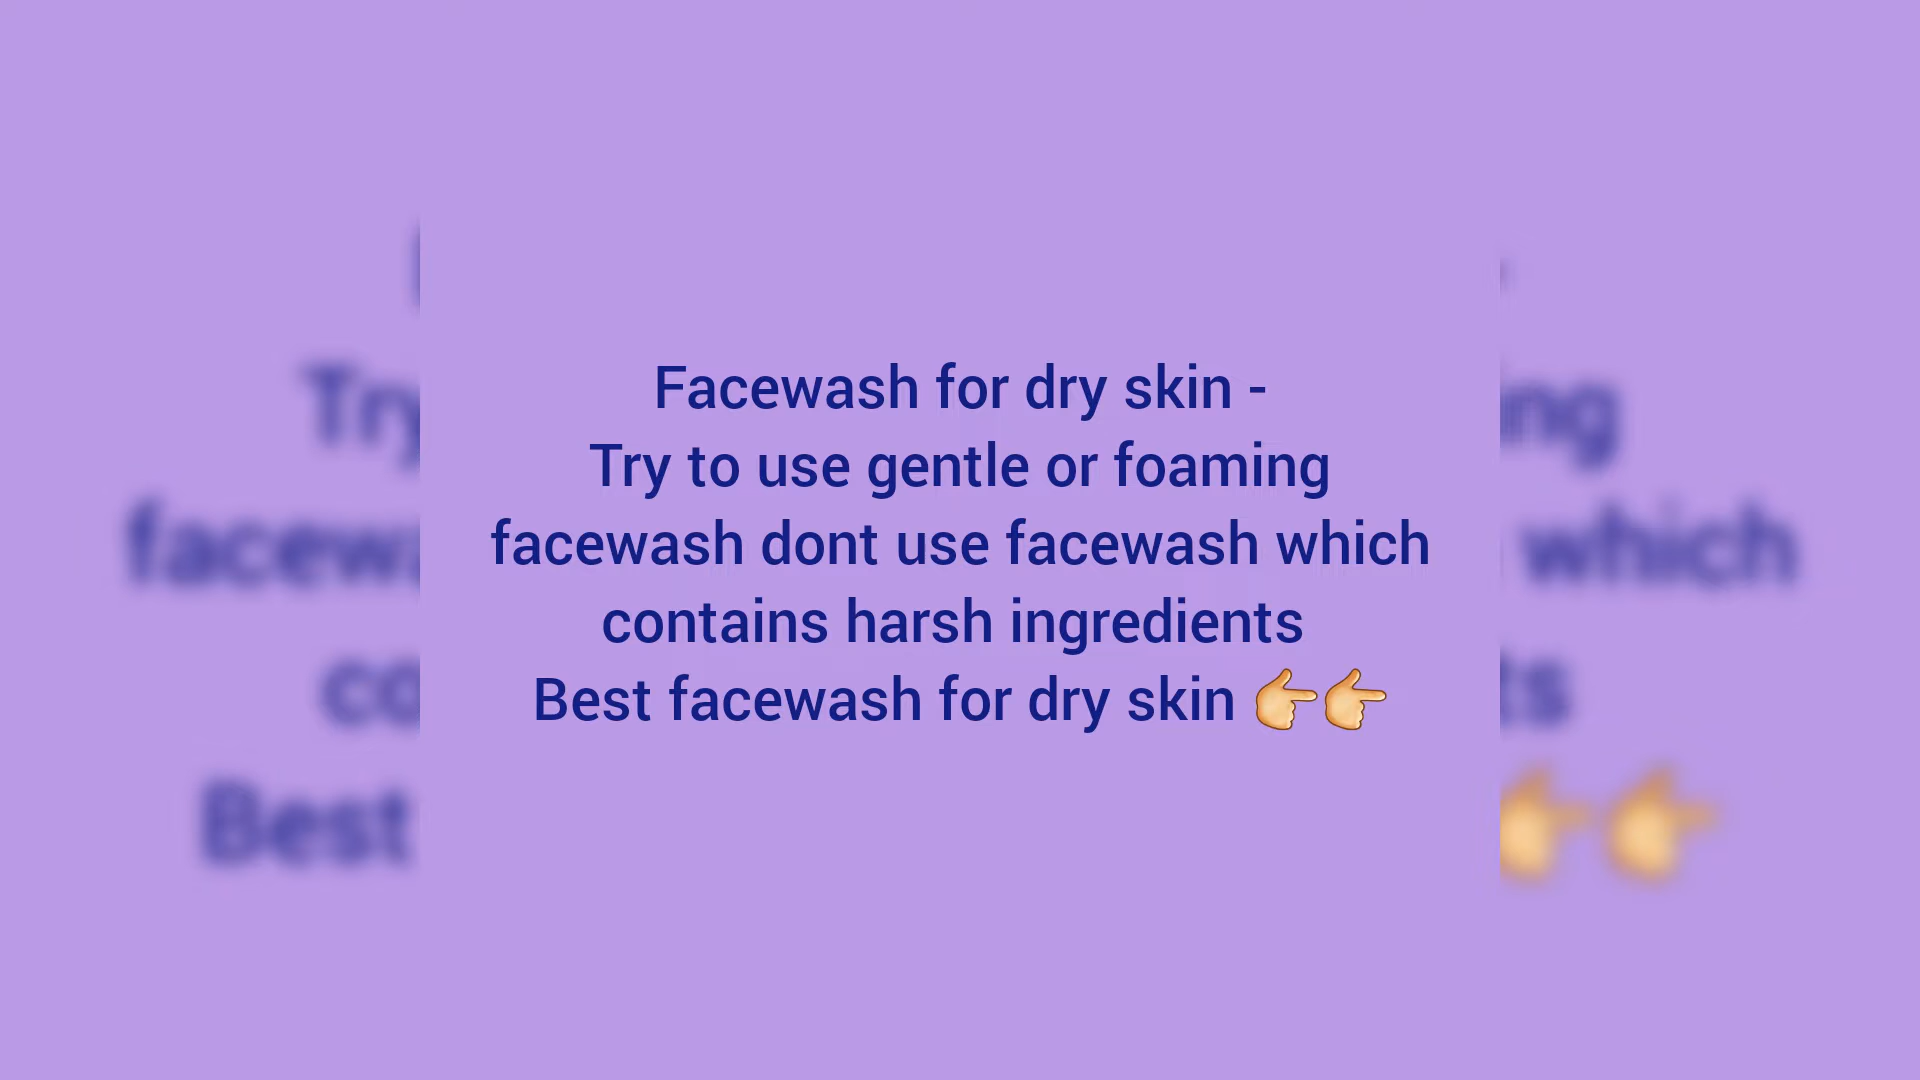 Facewash for dry skin -
Try to use gentle or foaming
facewash dont use facewash which
contains harsh ingredients
Best facewash for dry skin 👉👉